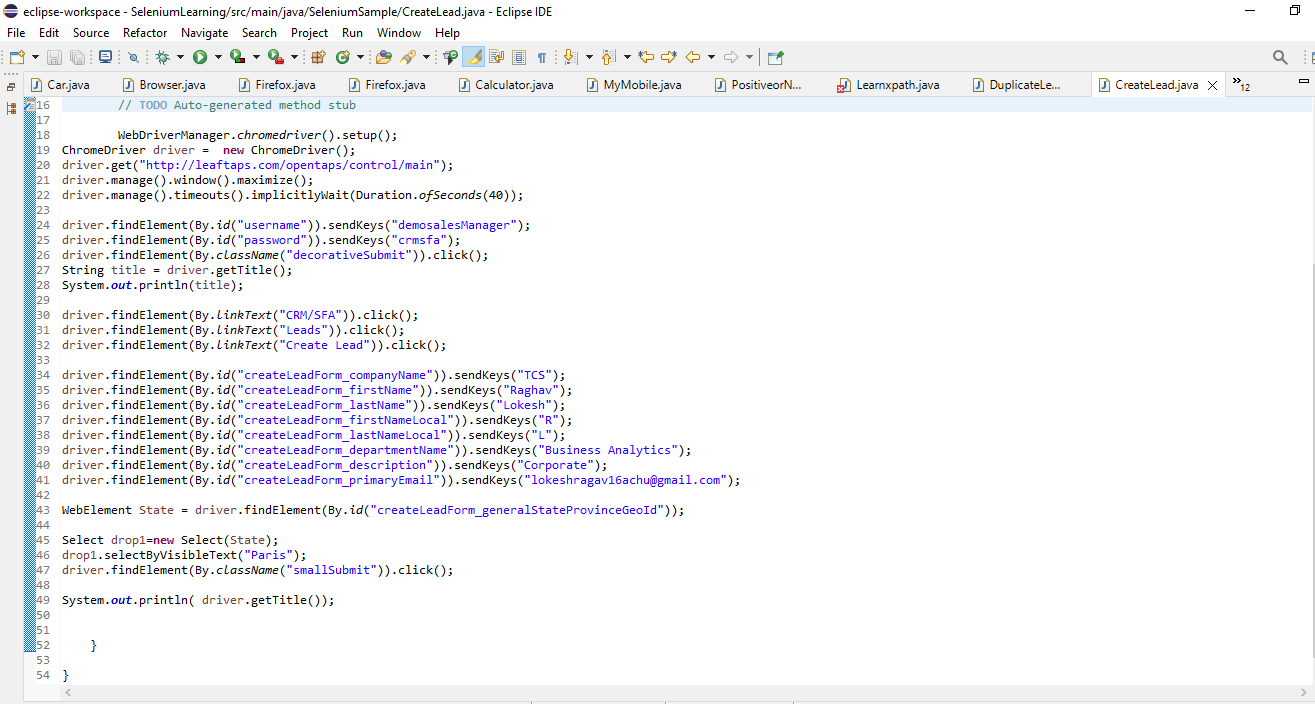 eclipse-workspace - SeleniumLearning/src/main/java/SeleniumSample/CreateLead.java - Eclipse IDE
File Edit Source Refactor Navigate Search Project Run Window Help
Car.java Browser.java Firefox.java Firefox.java Calculator.java MyMobile.java PositiveorN... Learnxpath.java DuplicateLe... CreateLead.java 12
16 // TODO Auto-generated method stub
17
18 WebDriverManager.chromedriver().setup();
19 ChromeDriver driver =  new ChromeDriver();
20 driver.get("http://leaftaps.com/opentaps/control/main");
21 driver.manage().window().maximize();
22 driver.manage().timeouts().implicitlyWait(Duration.ofSeconds(40));
23
24 driver.findElement(By.id("username")).sendKeys("demosalesManager");
25 driver.findElement(By.id("password")).sendKeys("crmsfa");
26 driver.findElement(By.className("decorativeSubmit")).click();
27 String title = driver.getTitle();
28 System.out.println(title);
29
30 driver.findElement(By.linkText("CRM/SFA")).click();
31 driver.findElement(By.linkText("Leads")).click();
32 driver.findElement(By.linkText("Create Lead")).click();
33
34 driver.findElement(By.id("createLeadForm_companyName")).sendKeys("TCS");
35 driver.findElement(By.id("createLeadForm_firstName")).sendKeys("Raghav");
36 driver.findElement(By.id("createLeadForm_lastName")).sendKeys("Lokesh");
37 driver.findElement(By.id("createLeadForm_firstNameLocal")).sendKeys("R");
38 driver.findElement(By.id("createLeadForm_lastNameLocal")).sendKeys("L");
39 driver.findElement(By.id("createLeadForm_departmentName")).sendKeys("Business Analytics");
40 driver.findElement(By.id("createLeadForm_description")).sendKeys("Corporate");
41 driver.findElement(By.id("createLeadForm_primaryEmail")).sendKeys("lokeshragav16achu@gmail.com");
42
43 WebElement State = driver.findElement(By.id("createLeadForm_generalStateProvinceGeoId"));
44
45 Select drop1=new Select(State);
46 drop1.selectByVisibleText("Paris");
47 driver.findElement(By.className("smallSubmit")).click();
48
49 System.out.println( driver.getTitle());
50
51
52 }
53
54 }